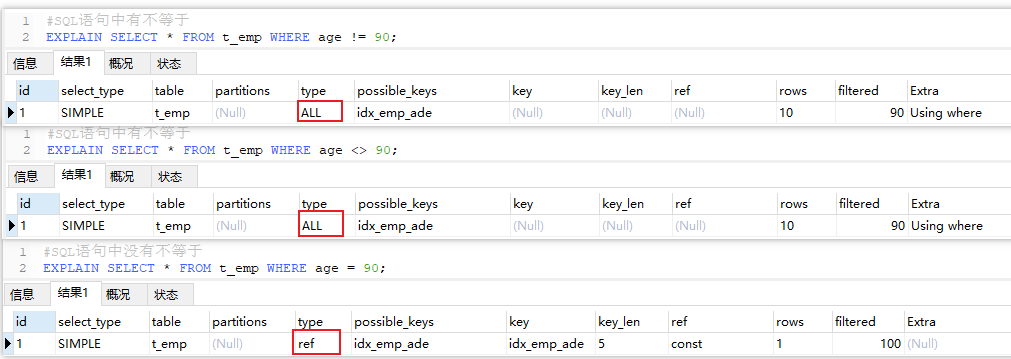 1 #SQL语句中有不等于
2 EXPLAIN SELECT * FROM t_emp WHERE age != 90;
信息 结果1 概况 状态
id select_type table partitions type possible_keys key key_len ref rows filtered Extra
1 SIMPLE t_emp (Null) ALL idx_emp_ade (Null) (Null) (Null) 10 90 Using where
1 #SQL语句中有不等于
2 EXPLAIN SELECT * FROM t_emp WHERE age <> 90;
信息 结果1 概况 状态
id select_type table partitions type possible_keys key key_len ref rows filtered Extra
1 SIMPLE t_emp (Null) ALL idx_emp_ade (Null) (Null) (Null) 10 90 Using where
1 #SQL语句中没有不等于
2 EXPLAIN SELECT * FROM t_emp WHERE age = 90;
信息 结果1 概况 状态
id select_type table partitions type possible_keys key key_len ref rows filtered Extra
1 SIMPLE t_emp (Null) ref idx_emp_ade idx_emp_ade 5 const 1 100 (Null)